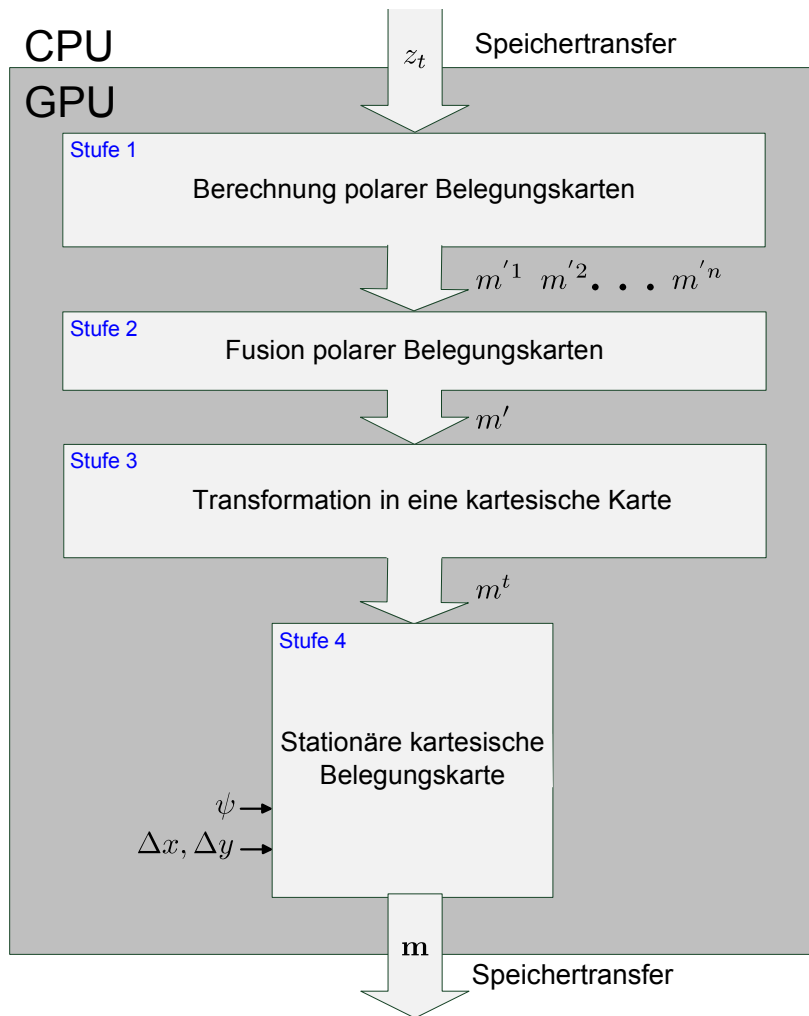 CPU
Speichertransfer
z_t
GPU
Stufe 1
Berechnung polarer Belegungskarten
m'^1 m'^2 . . . m'^n
Stufe 2
Fusion polarer Belegungskarten
m'
Stufe 3
Transformation in eine kartesische Karte
m^t
Stufe 4
Stationäre kartesische
Belegungskarte
ψ
Δx, Δy
m
Speichertransfer